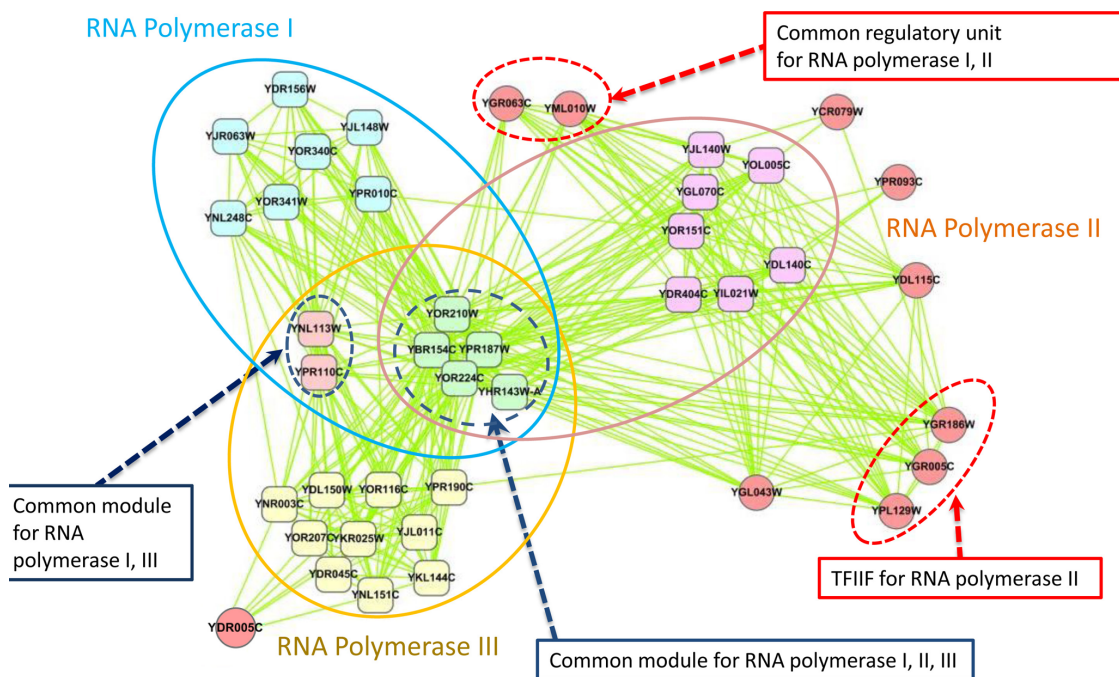 RNA Polymerase I
Common regulatory unit
for RNA polymerase I, II
YDR156W
YGR063C
YML010W
YCR079W
YJR063W
YJL148W
YOR340C
YJL140W
YOL005C
YPR093C
YGL070C
YOR341W
YPR010C
YNL248C
YOR151C
RNA Polymerase II
YDL140C
YDL115C
YDR404C
YIL021W
YOR210W
YNL113W
YBR154C
YPR187W
YPR110C
YOR224C
YHR143W-A
YGR186W
YGR005C
YPL129W
YGL043W
YDL150W
YOR116C
YPR190C
YNR003C
Common module
for RNA
polymerase I, III
YOR207C
YKR025W
YJL011C
YDR045C
YKL144C
YNL151C
TFIIF for RNA polymerase II
YDR005C
RNA Polymerase III
Common module for RNA polymerase I, II, III